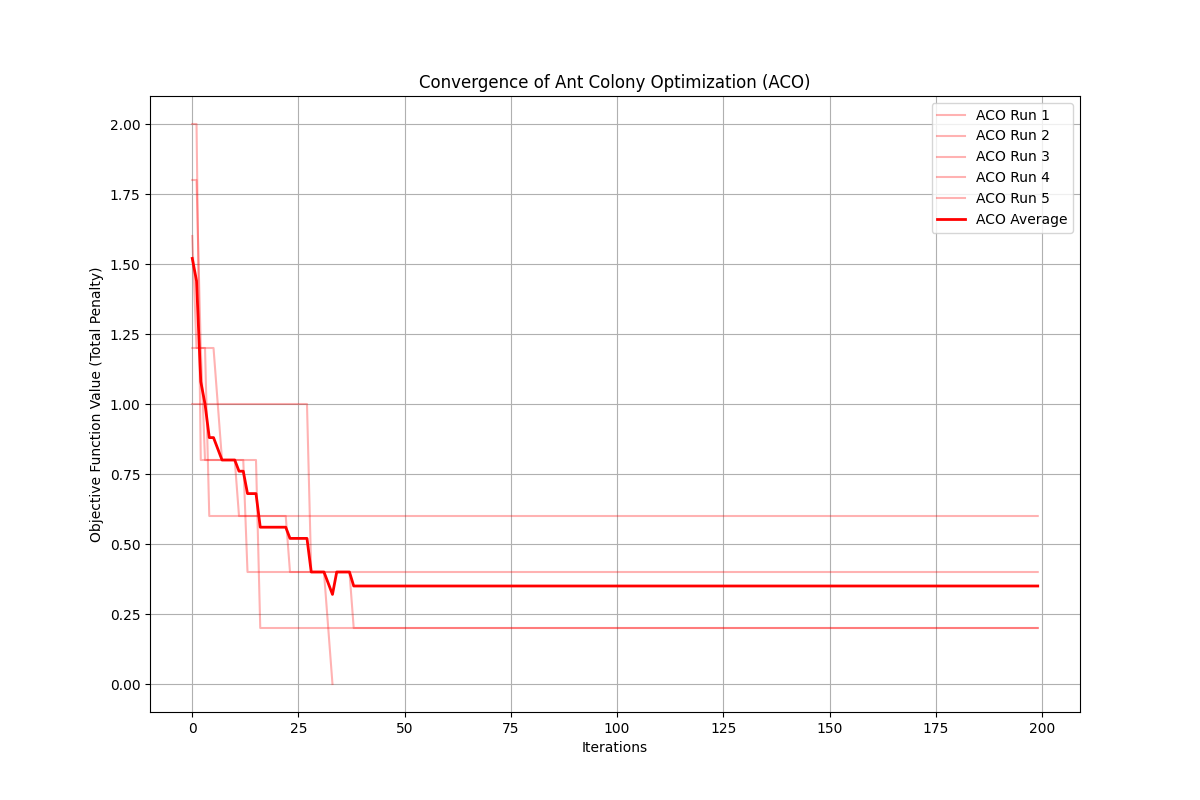 Convergence of Ant Colony Optimization (ACO)
ACO Run 1
ACO Run 2
ACO Run 3
ACO Run 4
ACO Run 5
ACO Average
Objective Function Value (Total Penalty)
2.00
1.75
1.50
1.25
1.00
0.75
0.50
0.25
0.00
0
25
50
75
100
125
150
175
200
Iterations